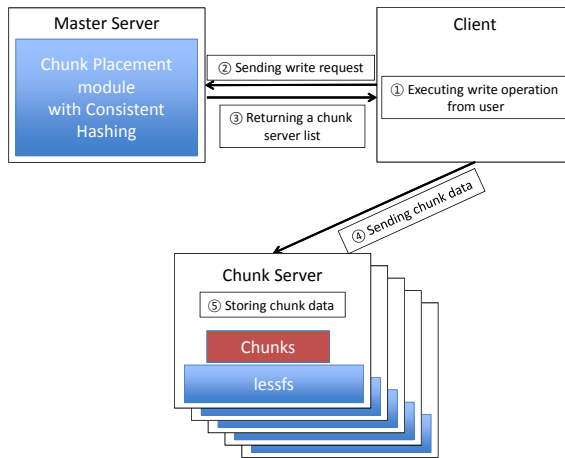 Master Server
Chunk Placement
module
with Consistent
Hashing
② Sending write request
③ Returning a chunk
server list
Client
① Executing write operation
from user
④ Sending chunk data
Chunk Server
⑤ Storing chunk data
Chunks
lessfs